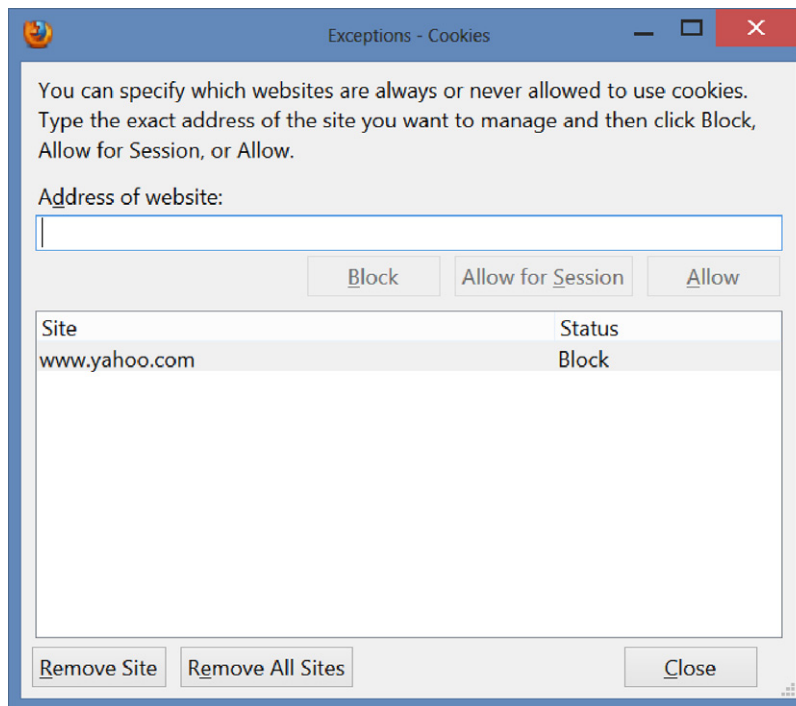 Exceptions - Cookies
You can specify which websites are always or never allowed to use cookies.
Type the exact address of the site you want to manage and then click Block,
Allow for Session, or Allow.
Address of website:
Block Allow for Session Allow
Site Status
www.yahoo.com Block
Remove Site Remove All Sites Close